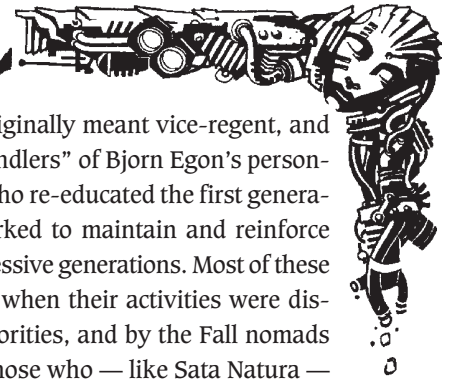 iginally meant vice-regent, and
ndlers” of Bjorn Egon’s person-
ho re-educated the first genera-
rked to maintain and reinforce
essive generations. Most of these
when their activities were dis-
orities, and by the Fall nomads
hose who — like Sata Natura —